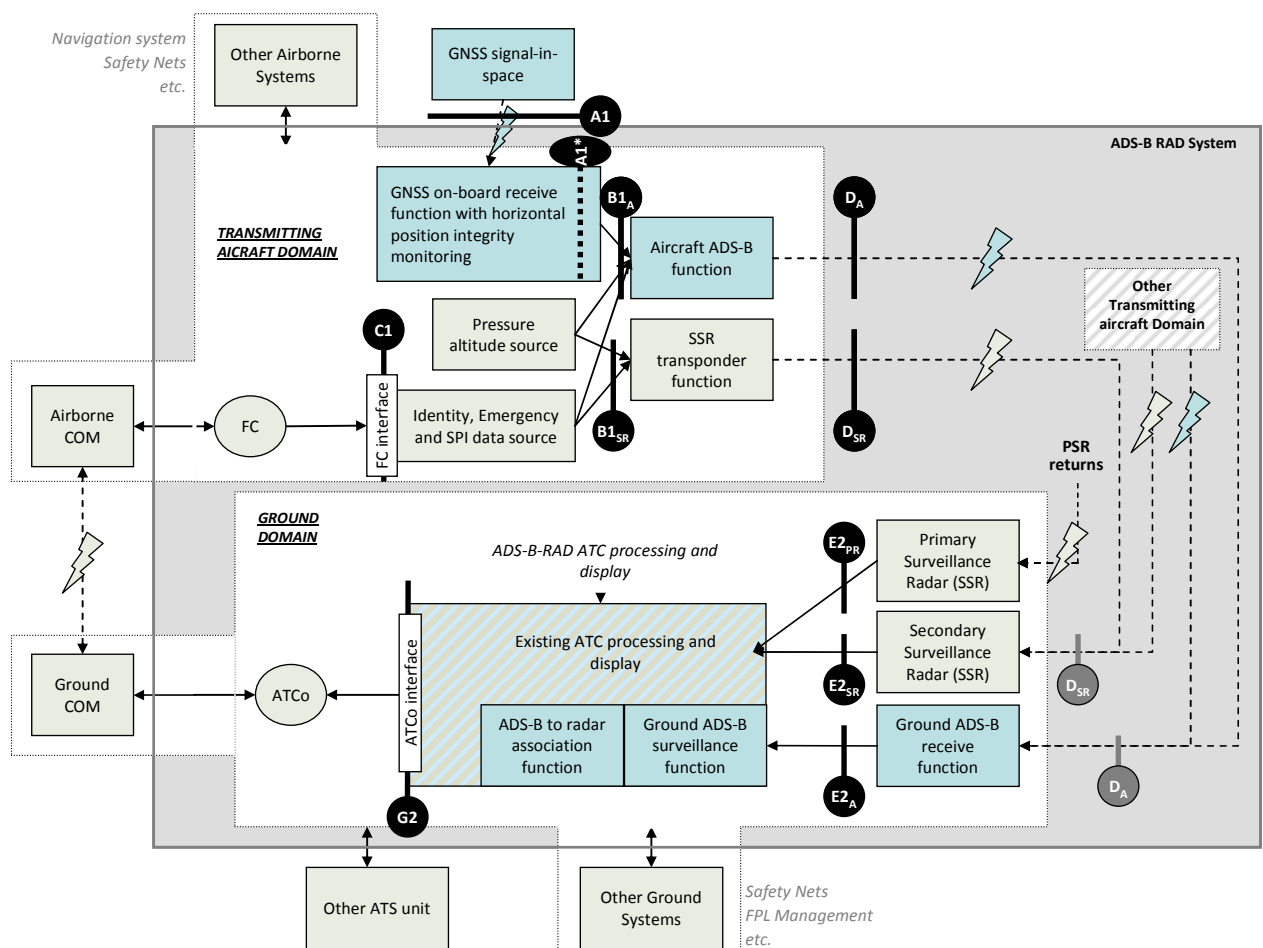 Navigation system
Safety Nets
etc.
Other Airborne
Systems
GNSS signal-in-
space
A1
ADS-B RAD System
A1*
GNSS on-board receive
function with horizontal
position integrity
monitoring
B1A
DA
TRANSMITTING
AICRAFT DOMAIN
Aircraft ADS-B
function
Other
Transmitting
aircraft Domain
C1
Pressure
altitude source
SSR
transponder
function
Airborne
COM
FC
FC interface
Identity, Emergency
and SPI data source
B1SR
DSR
PSR
returns
GROUND
DOMAIN
ADS-B-RAD ATC processing and
display
E2PR
Primary
Surveillance
Radar (SSR)
Existing ATC processing and
display
Secondary
Surveillance
Radar (SSR)
E2SR
DSR
Ground
COM
ATCo
ATCo interface
ADS-B to radar
association
function
Ground ADS-B
surveillance
function
Ground ADS-B
receive
function
E2A
DA
G2
Other ATS unit
Other Ground
Systems
Safety Nets
FPL Management
etc.